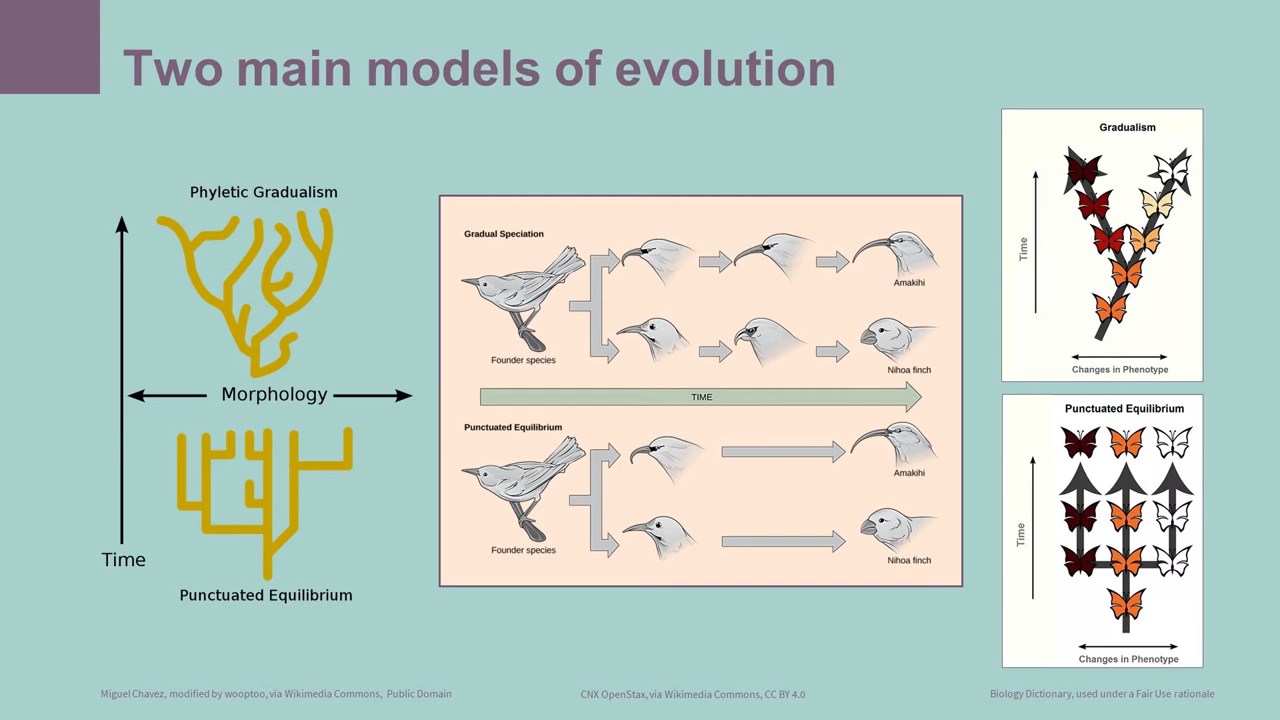 Two main models of evolution
Phyletic Gradualism
Morphology
Time
Punctuated Equilibrium
Gradual Speciation
Founder species
Amakihi
Nihoa finch
TIME
Punctuated Equilibrium
Founder species
Amakihi
Nihoa finch
Gradualism
Time
Changes in Phenotype
Punctuated Equilibrium
Time
Changes in Phenotype
Miguel Chavez, modified by wooptoo, via Wikimedia Commons, Public Domain
CNX OpenStax, via Wikimedia Commons, CC BY 4.0
Biology Dictionary, used under a Fair Use rationale